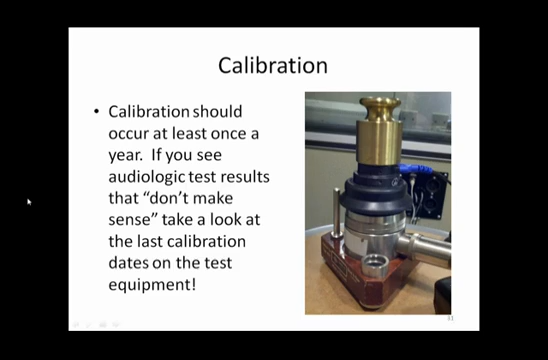 Calibration
• Calibration should
occur at least once a
year. If you see
audiologic test results
that “don’t make
sense” take a look at
the last calibration
dates on the test
equipment!